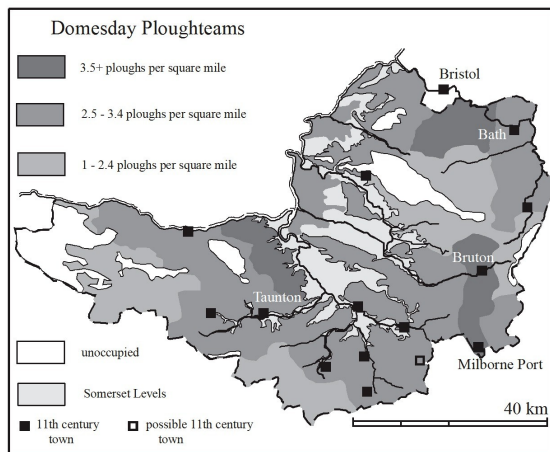 Domesday Ploughteams
3.5+ ploughs per square mile
2.5 - 3.4 ploughs per square mile
1 - 2.4 ploughs per square mile
Bristol
Bath
Bruton
Taunton
Milborne Port
unoccupied
Somerset Levels
11th century
town
possible 11th century
town
40 km